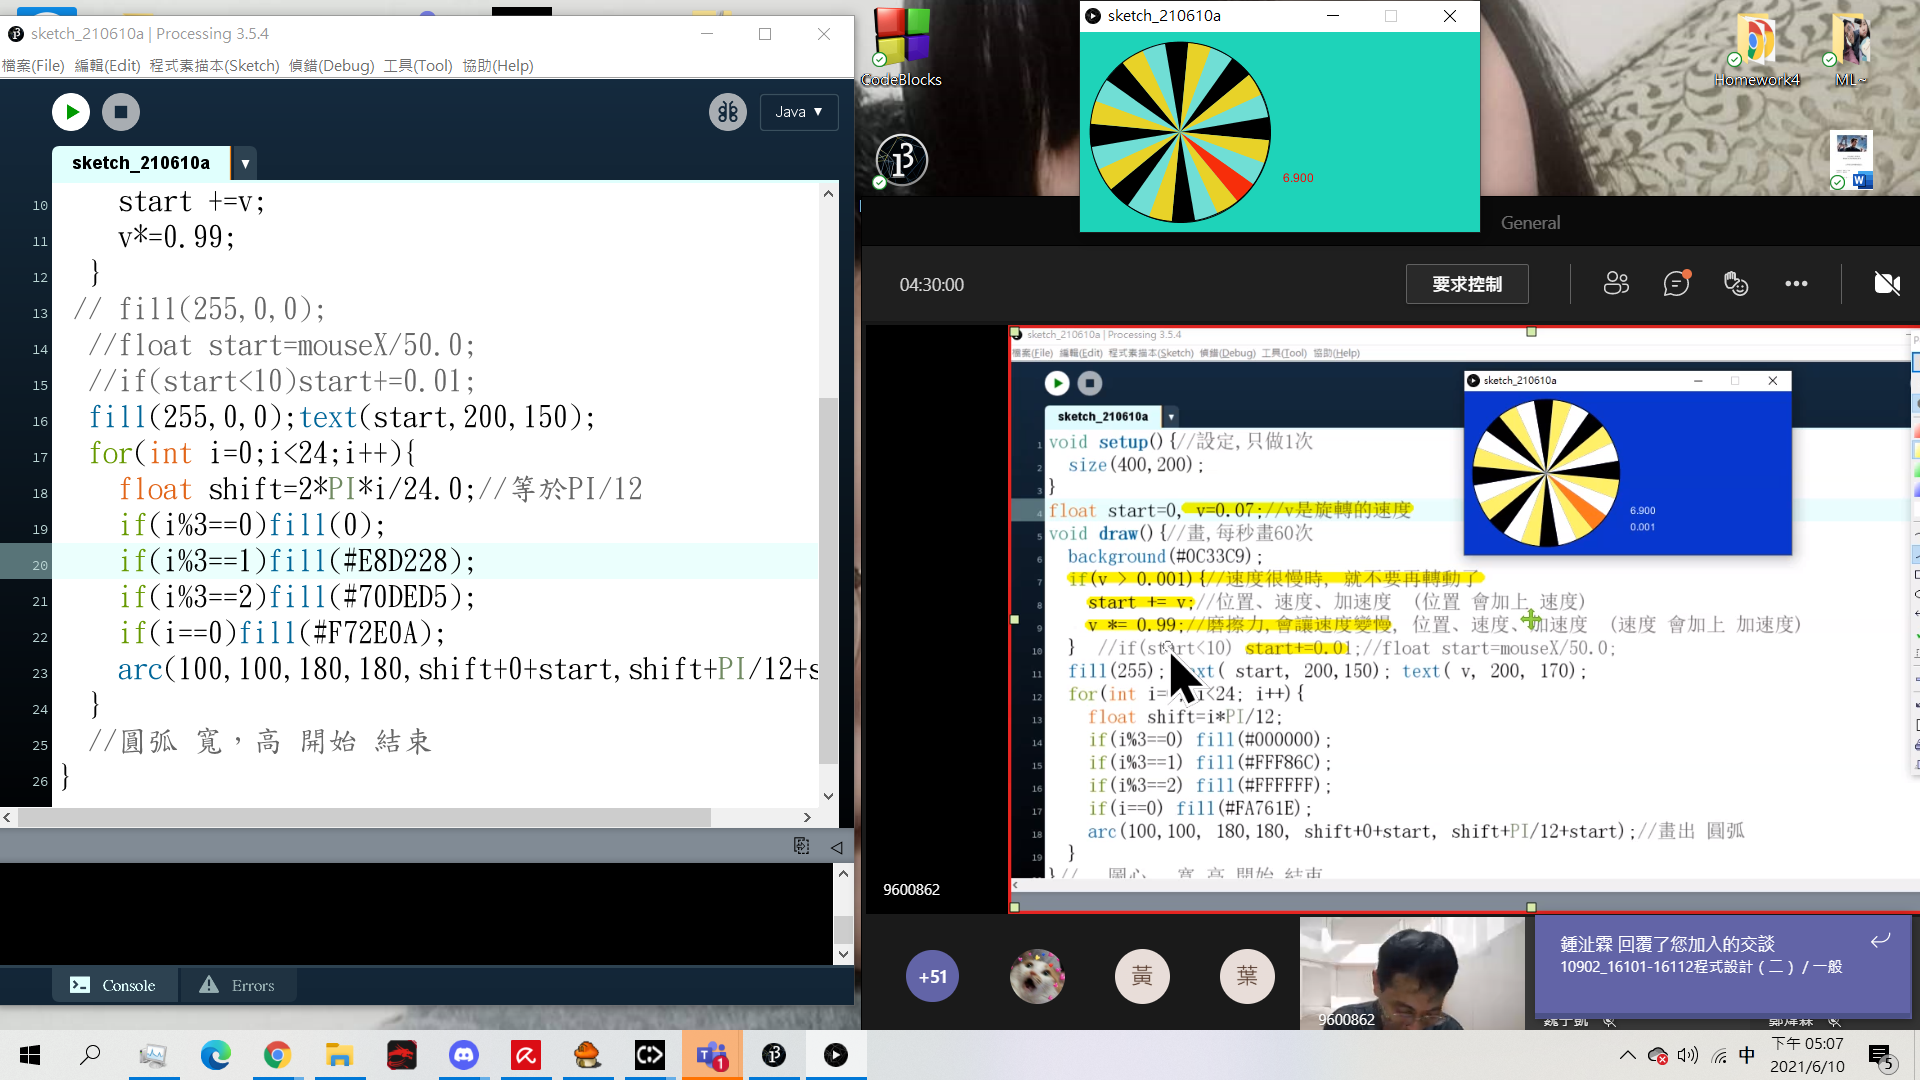 sketch_210610a | Processing 3.5.4
檔案(File) 編輯(Edit) 程式素描本(Sketch) 偵錯(Debug) 工具(Tool) 協助(Help)
Java ▼
sketch_210610a ▼
10 start +=v;
11 v*=0.99;
12 }
13 // fill(255,0,0);
14 //float start=mouseX/50.0;
15 //if(start<10)start+=0.01;
16 fill(255,0,0);text(start,200,150);
17 for(int i=0;i<24;i++){
18 float shift=2*PI*i/24.0;//等於PI/12
19 if(i%3==0)fill(0);
20 if(i%3==1)fill(#E8D228);
21 if(i%3==2)fill(#70DED5);
22 if(i==0)fill(#F72E0A);
23 arc(100,100,180,180,shift+0+start,shift+PI/12+s
24 }
25 //圓弧 寬，高 開始 結束
26 }
Console
Errors
CodeBlocks
sketch_210610a
6.900
Homework4
ML~
General
04:30:00
要求控制
sketch_210610a | Processing 3.5.4
檔案(File) 編輯(Edit) 程式素描本(Sketch) 偵錯(Debug) 工具(Tool) 協助(Help)
sketch_210610a ▼
1 void setup(){//設定,只做1次
2 size(400,200);
3 }
4 float start=0, v=0.07;//v是旋轉的速度
5 void draw(){//畫,每秒畫60次
6 background(#0C33C9);
7 if(v > 0.001){//速度很慢時, 就不要再轉動了
8 start += v;//位置、速度、加速度 (位置 會加上 速度)
9 v *= 0.99;//磨擦力,會讓速度變慢, 位置、速度、加速度 (速度 會加上 加速度)
10 } //if(start<10) start+=0.01;//float start=mouseX/50.0;
11 fill(255); text( start, 200,150); text( v, 200, 170);
12 for(int i=0; i<24; i++){
13 float shift=i*PI/12;
14 if(i%3==0) fill(#000000);
15 if(i%3==1) fill(#FFF86C);
16 if(i%3==2) fill(#FFFFFF);
17 if(i==0) fill(#FA761E);
18 arc(100,100, 180,180, shift+0+start, shift+PI/12+start);//畫出 圓弧
19 }
}// 圓心 寬 高 開始 結束
sketch_210610a
6.900
0.001
9600862
+51
黃
葉
9600862
鍾沚霖 回覆了您加入的交談
10902_16101-16112程式設計 ( 二 ) / 一般
1
中
下午 05:07
2021/6/10
5